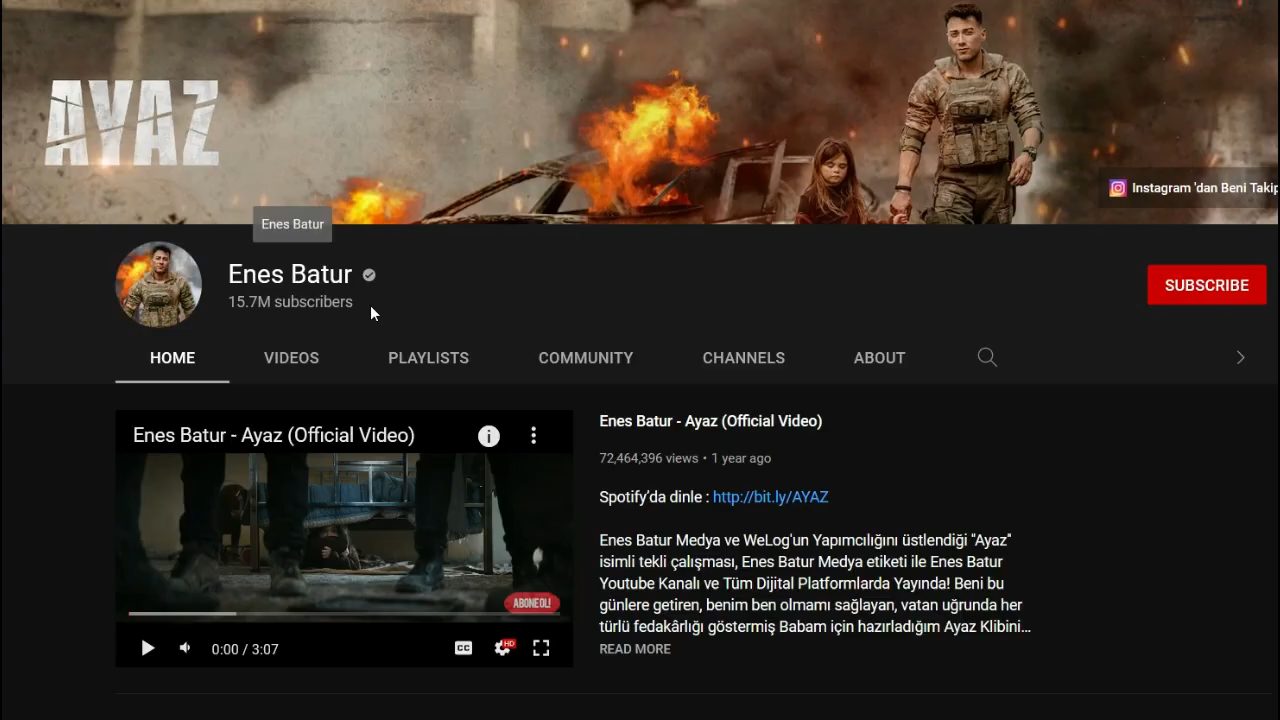 AYAZ
Instagram 'dan Beni Takip
Enes Batur
Enes Batur
15.7M subscribers
SUBSCRIBE
HOME VIDEOS PLAYLISTS COMMUNITY CHANNELS ABOUT
Enes Batur - Ayaz (Official Video)
Enes Batur - Ayaz (Official Video)
72,464,396 views • 1 year ago
Spotify'da dinle : http://bit.ly/AYAZ
Enes Batur Medya ve WeLog'un Yapımcılığını üstlendiği "Ayaz"
isimli tekli çalışması, Enes Batur Medya etiketi ile Enes Batur
Youtube Kanalı ve Tüm Dijital Platformlarda Yayında! Beni bu
günlere getiren, benim ben olmamı sağlayan, vatan uğrunda her
türlü fedakârlığı göstermiş Babam için hazırladığım Ayaz Klibini...
READ MORE
ABONE OL!
0:00 / 3:07
CC
HD